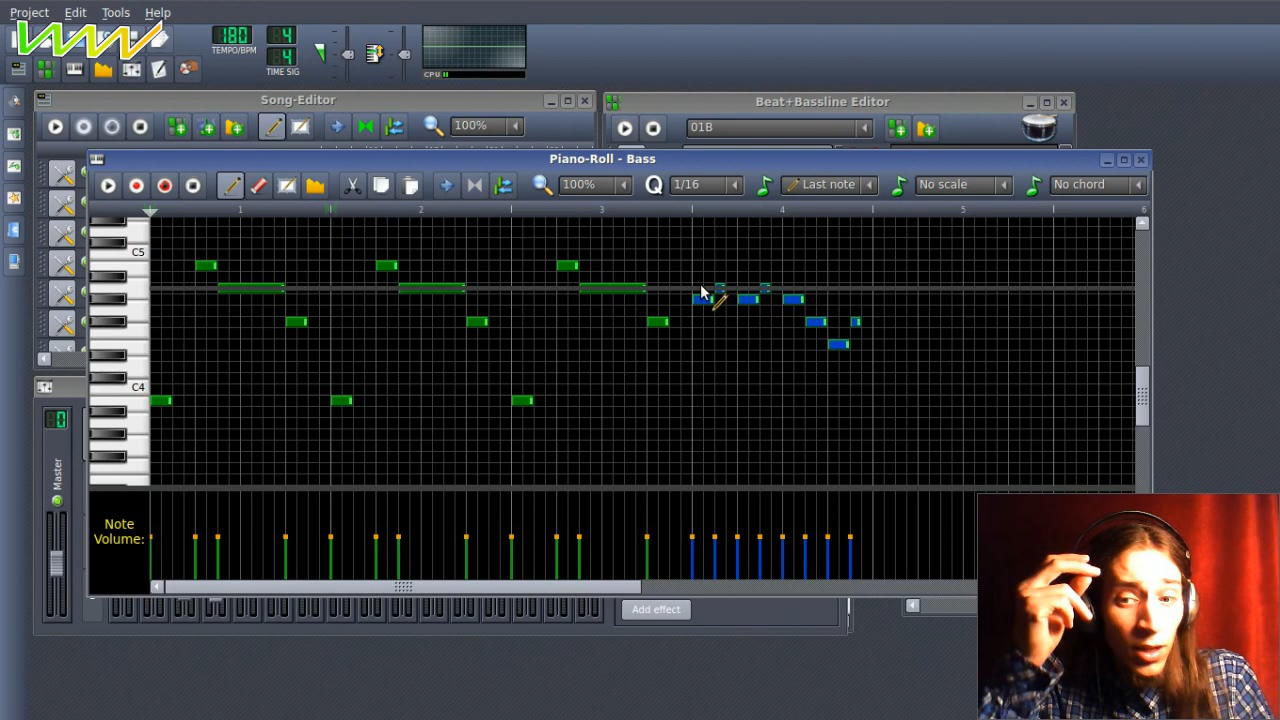 Project Edit Tools Help
180
TEMPO/BPM
4
4
TIME SIG
CPU
Song-Editor
Beat+Bassline Editor
100%
01B
Piano-Roll - Bass
100%
Q
1/16
Last note
No scale
No chord
1 2 3 4 5 6
C5
C4
0
Master
Note
Volume:
Add effect